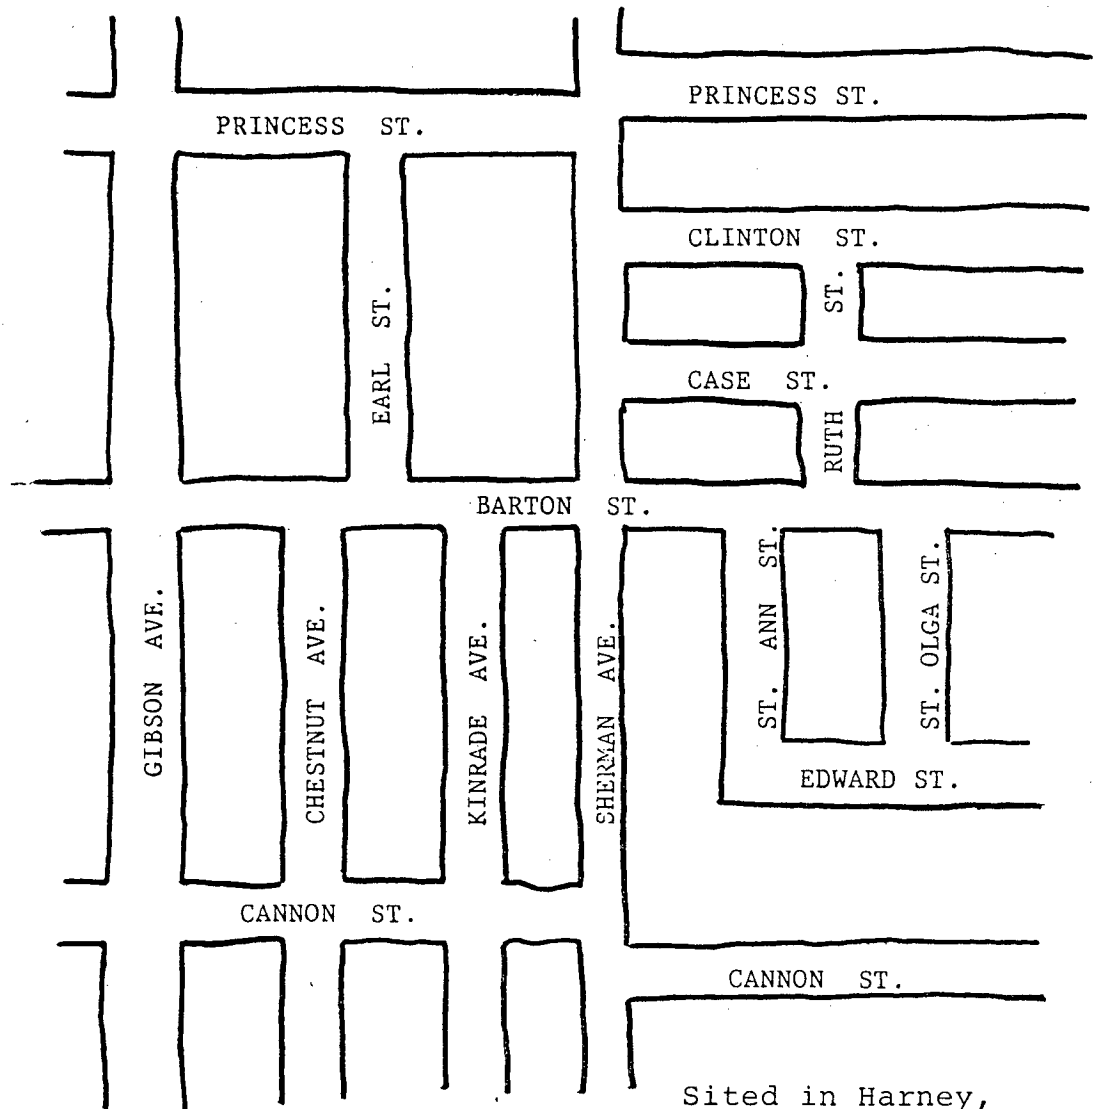 PRINCESS ST.
PRINCESS ST.
CLINTON ST.
EARL ST.
RUTH ST.
CASE ST.
BARTON ST.
GIBSON AVE.
CHESTNUT AVE.
KINRADE AVE.
SHERMAN AVE.
ST. ANN ST.
ST. OLGA ST.
EDWARD ST.
CANNON ST.
CANNON ST.
Sited in Harney,